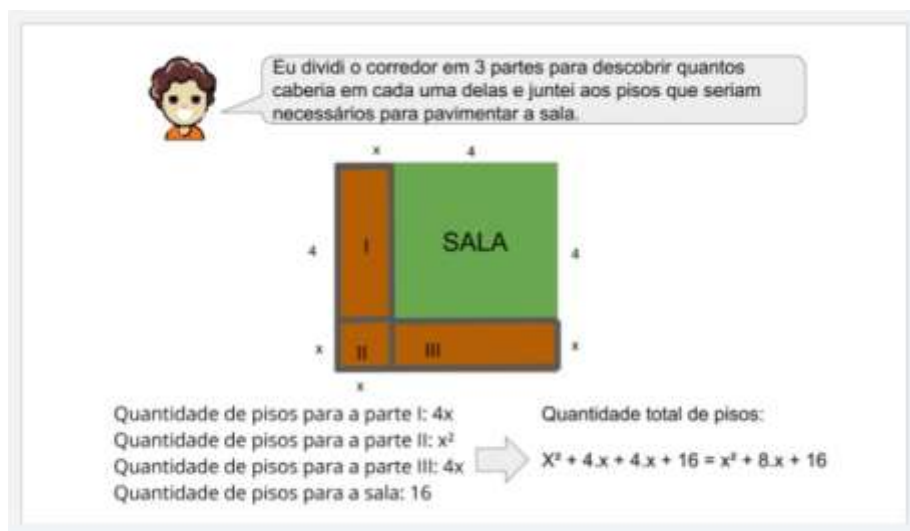 Eu dividi o corredor em 3 partes para descobrir quantos
caberia em cada uma delas e juntei aos pisos que seriam
necessários para pavimentar a sala.
x 4
4 I SALA 4
x II III x
x
Quantidade de pisos para a parte I: 4x
Quantidade de pisos para a parte II: x²
Quantidade de pisos para a parte III: 4x
Quantidade de pisos para a sala: 16
Quantidade total de pisos:
X² + 4.x + 4.x + 16 = x² + 8.x + 16